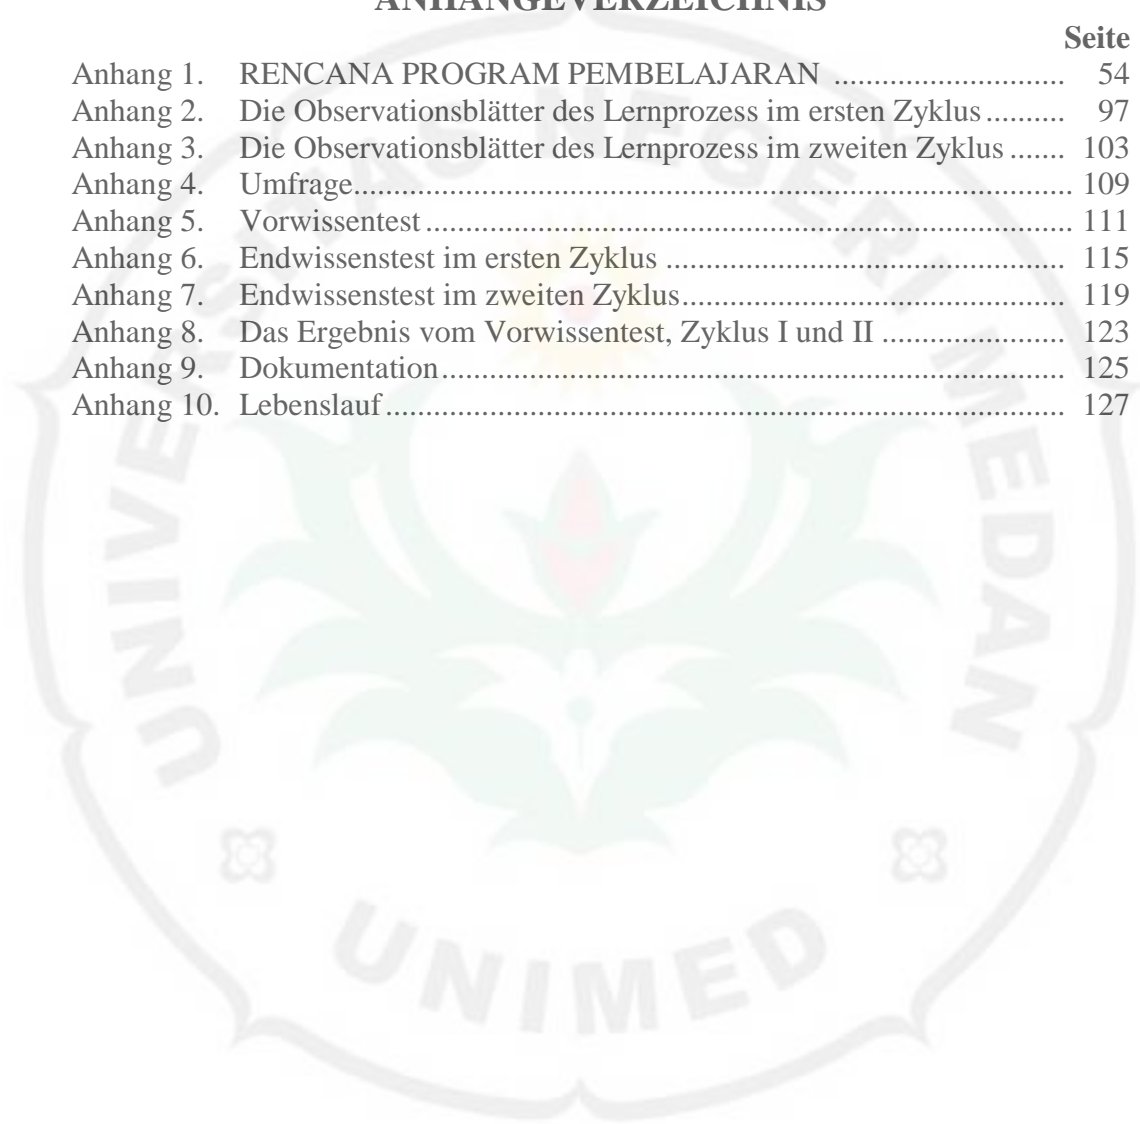 ANHANGEVERZEICHNIS
Seite
Anhang 1. RENCANA PROGRAM PEMBELAJARAN ............................. 54
Anhang 2. Die Observationsblätter des Lernprozess im ersten Zyklus .......... 97
Anhang 3. Die Observationsblätter des Lernprozess im zweiten Zyklus ....... 103
Anhang 4. Umfrage.......................................................................................... 109
Anhang 5. Vorwissentest ................................................................................. 111
Anhang 6. Endwissenstest im ersten Zyklus .................................................. 115
Anhang 7. Endwissenstest im zweiten Zyklus................................................ 119
Anhang 8. Das Ergebnis vom Vorwissentest, Zyklus I und II ....................... 123
Anhang 9. Dokumentation.............................................................................. 125
Anhang 10. Lebenslauf ..................................................................................... 127
UNIVERSITAS NEGERI MEDAN
UNIMED